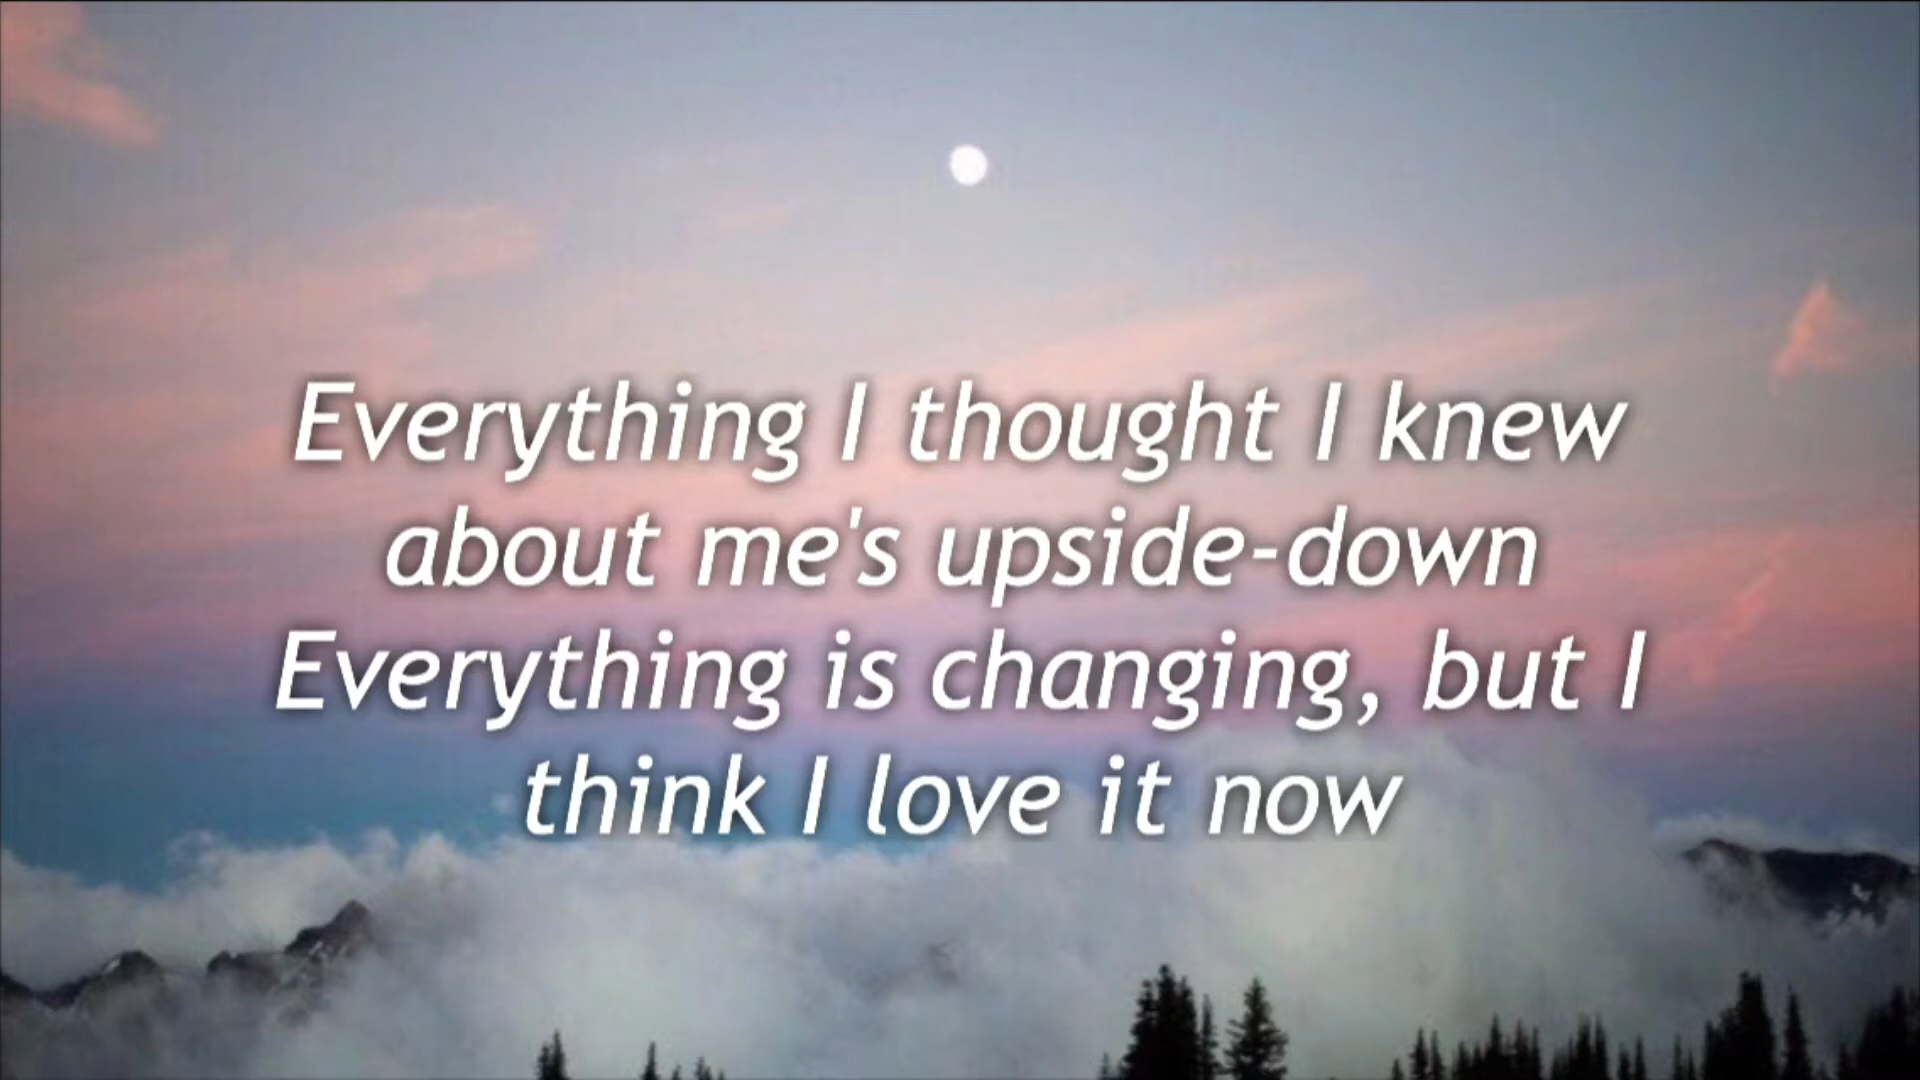 Everything I thought I knew
about me's upside-down
Everything is changing, but I
think I love it now